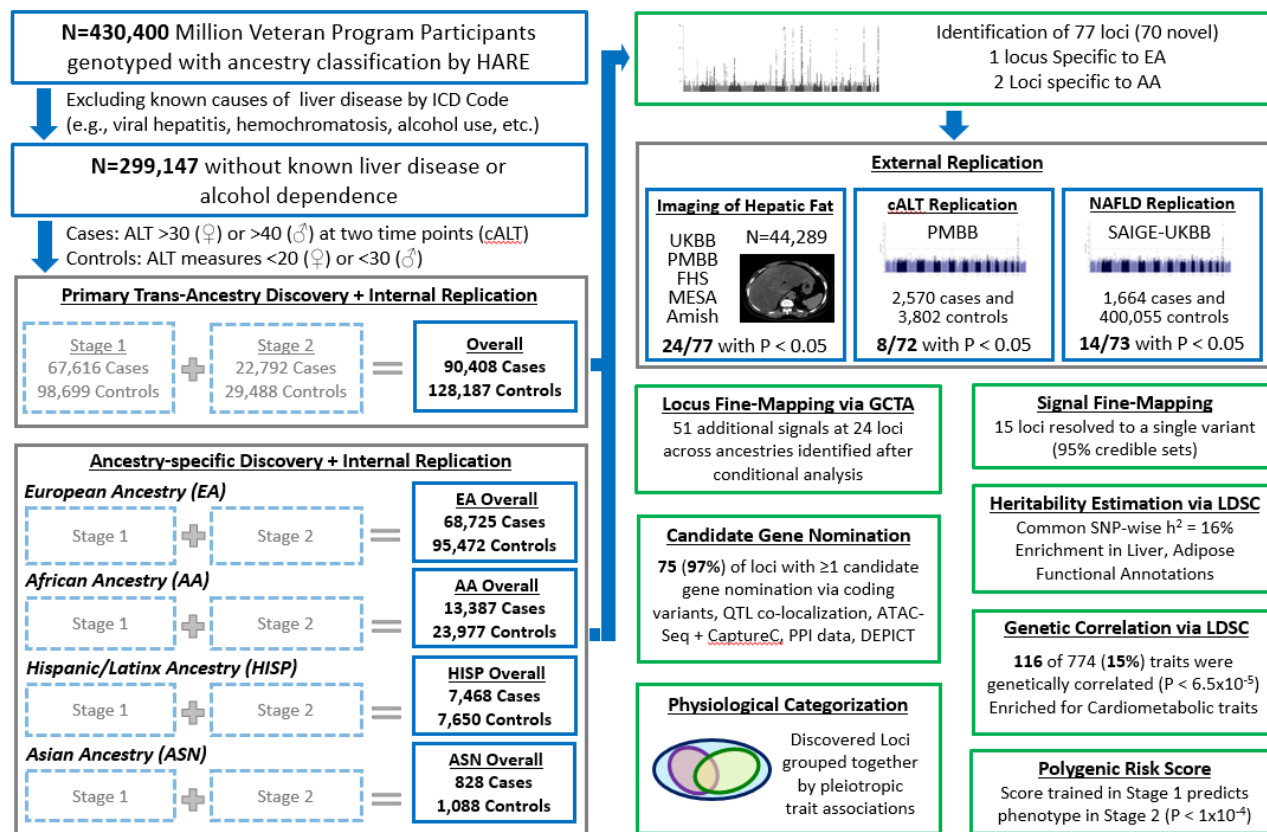 N=430,400 Million Veteran Program Participants
genotyped with ancestry classification by HARE
Excluding known causes of liver disease by ICD Code
(e.g., viral hepatitis, hemochromatosis, alcohol use, etc.)
N=299,147 without known liver disease or
alcohol dependence
Cases: ALT >30 (♀) or >40 (♂) at two time points (cALT)
Controls: ALT measures <20 (♀) or <30 (♂)
Primary Trans-Ancestry Discovery + Internal Replication
Stage 1
67,616 Cases
98,699 Controls
Stage 2
22,792 Cases
29,488 Controls
Overall
90,408 Cases
128,187 Controls
Ancestry-specific Discovery + Internal Replication
European Ancestry (EA)
Stage 1
Stage 2
EA Overall
68,725 Cases
95,472 Controls
African Ancestry (AA)
Stage 1
Stage 2
AA Overall
13,387 Cases
23,977 Controls
Hispanic/Latinx Ancestry (HISP)
Stage 1
Stage 2
HISP Overall
7,468 Cases
7,650 Controls
Asian Ancestry (ASN)
Stage 1
Stage 2
ASN Overall
828 Cases
1,088 Controls
Identification of 77 loci (70 novel)
1 locus Specific to EA
2 Loci specific to AA
External Replication
Imaging of Hepatic Fat
UKBB
PMBB
FHS
MESA
Amish
N=44,289
24/77 with P < 0.05
cALT Replication
PMBB
2,570 cases and
3,802 controls
8/72 with P < 0.05
NAFLD Replication
SAIGE-UKBB
1,664 cases and
400,055 controls
14/73 with P < 0.05
Locus Fine-Mapping via GCTA
51 additional signals at 24 loci
across ancestries identified after
conditional analysis
Signal Fine-Mapping
15 loci resolved to a single variant
(95% credible sets)
Candidate Gene Nomination
75 (97%) of loci with ≥1 candidate
gene nomination via coding
variants, QTL co-localization, ATAC-
Seq + CaptureC, PPI data, DEPICT
Heritability Estimation via LDSC
Common SNP-wise h² = 16%
Enrichment in Liver, Adipose
Functional Annotations
Genetic Correlation via LDSC
116 of 774 (15%) traits were
genetically correlated (P < 6.5x10⁻⁵)
Enriched for Cardiometabolic traits
Physiological Categorization
Discovered Loci
grouped together
by pleiotropic
trait associations
Polygenic Risk Score
Score trained in Stage 1 predicts
phenotype in Stage 2 (P < 1x10⁻⁴)